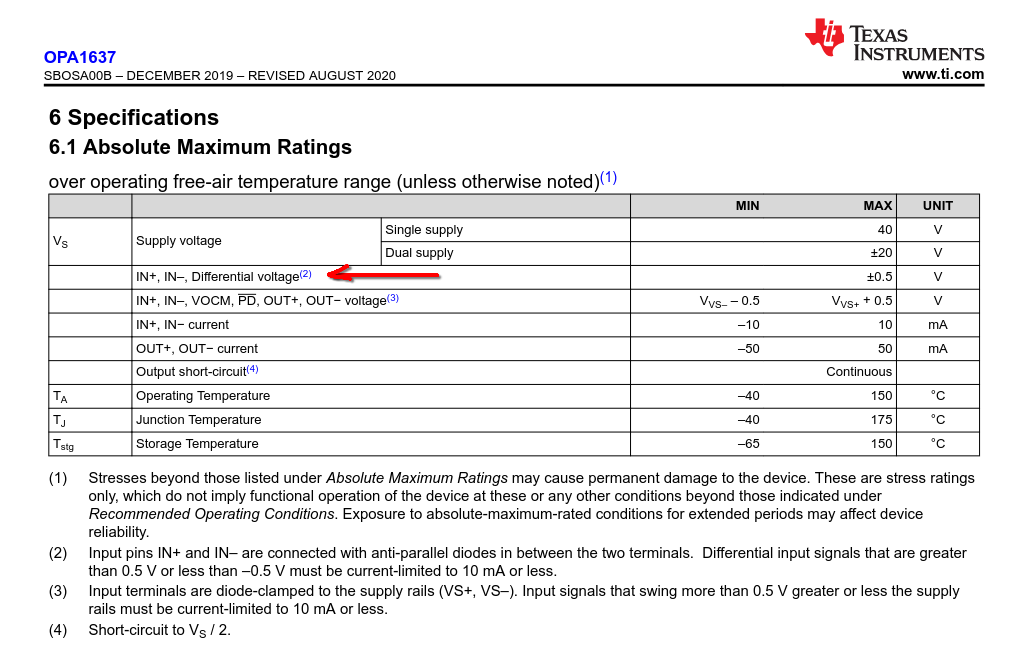 TEXAS
INSTRUMENTS
OPA1637
SBOSA00B – DECEMBER 2019 – REVISED AUGUST 2020
www.ti.com
6 Specifications
6.1 Absolute Maximum Ratings
over operating free-air temperature range (unless otherwise noted)(1)
MIN MAX UNIT
VS Supply voltage Single supply 40 V
Dual supply ±20 V
IN+, IN–, Differential voltage(2) ±0.5 V
IN+, IN–, VOCM, PD, OUT+, OUT− voltage(3) VVS– – 0.5 VVS+ + 0.5 V
IN+, IN− current –10 10 mA
OUT+, OUT− current –50 50 mA
Output short-circuit(4) Continuous
TA Operating Temperature –40 150 °C
TJ Junction Temperature –40 175 °C
Tstg Storage Temperature –65 150 °C
(1) Stresses beyond those listed under Absolute Maximum Ratings may cause permanent damage to the device. These are stress ratings
only, which do not imply functional operation of the device at these or any other conditions beyond those indicated under
Recommended Operating Conditions. Exposure to absolute-maximum-rated conditions for extended periods may affect device
reliability.
(2) Input pins IN+ and IN– are connected with anti-parallel diodes in between the two terminals. Differential input signals that are greater
than 0.5 V or less than –0.5 V must be current-limited to 10 mA or less.
(3) Input terminals are diode-clamped to the supply rails (VS+, VS–). Input signals that swing more than 0.5 V greater or less the supply
rails must be current-limited to 10 mA or less.
(4) Short-circuit to VS / 2.